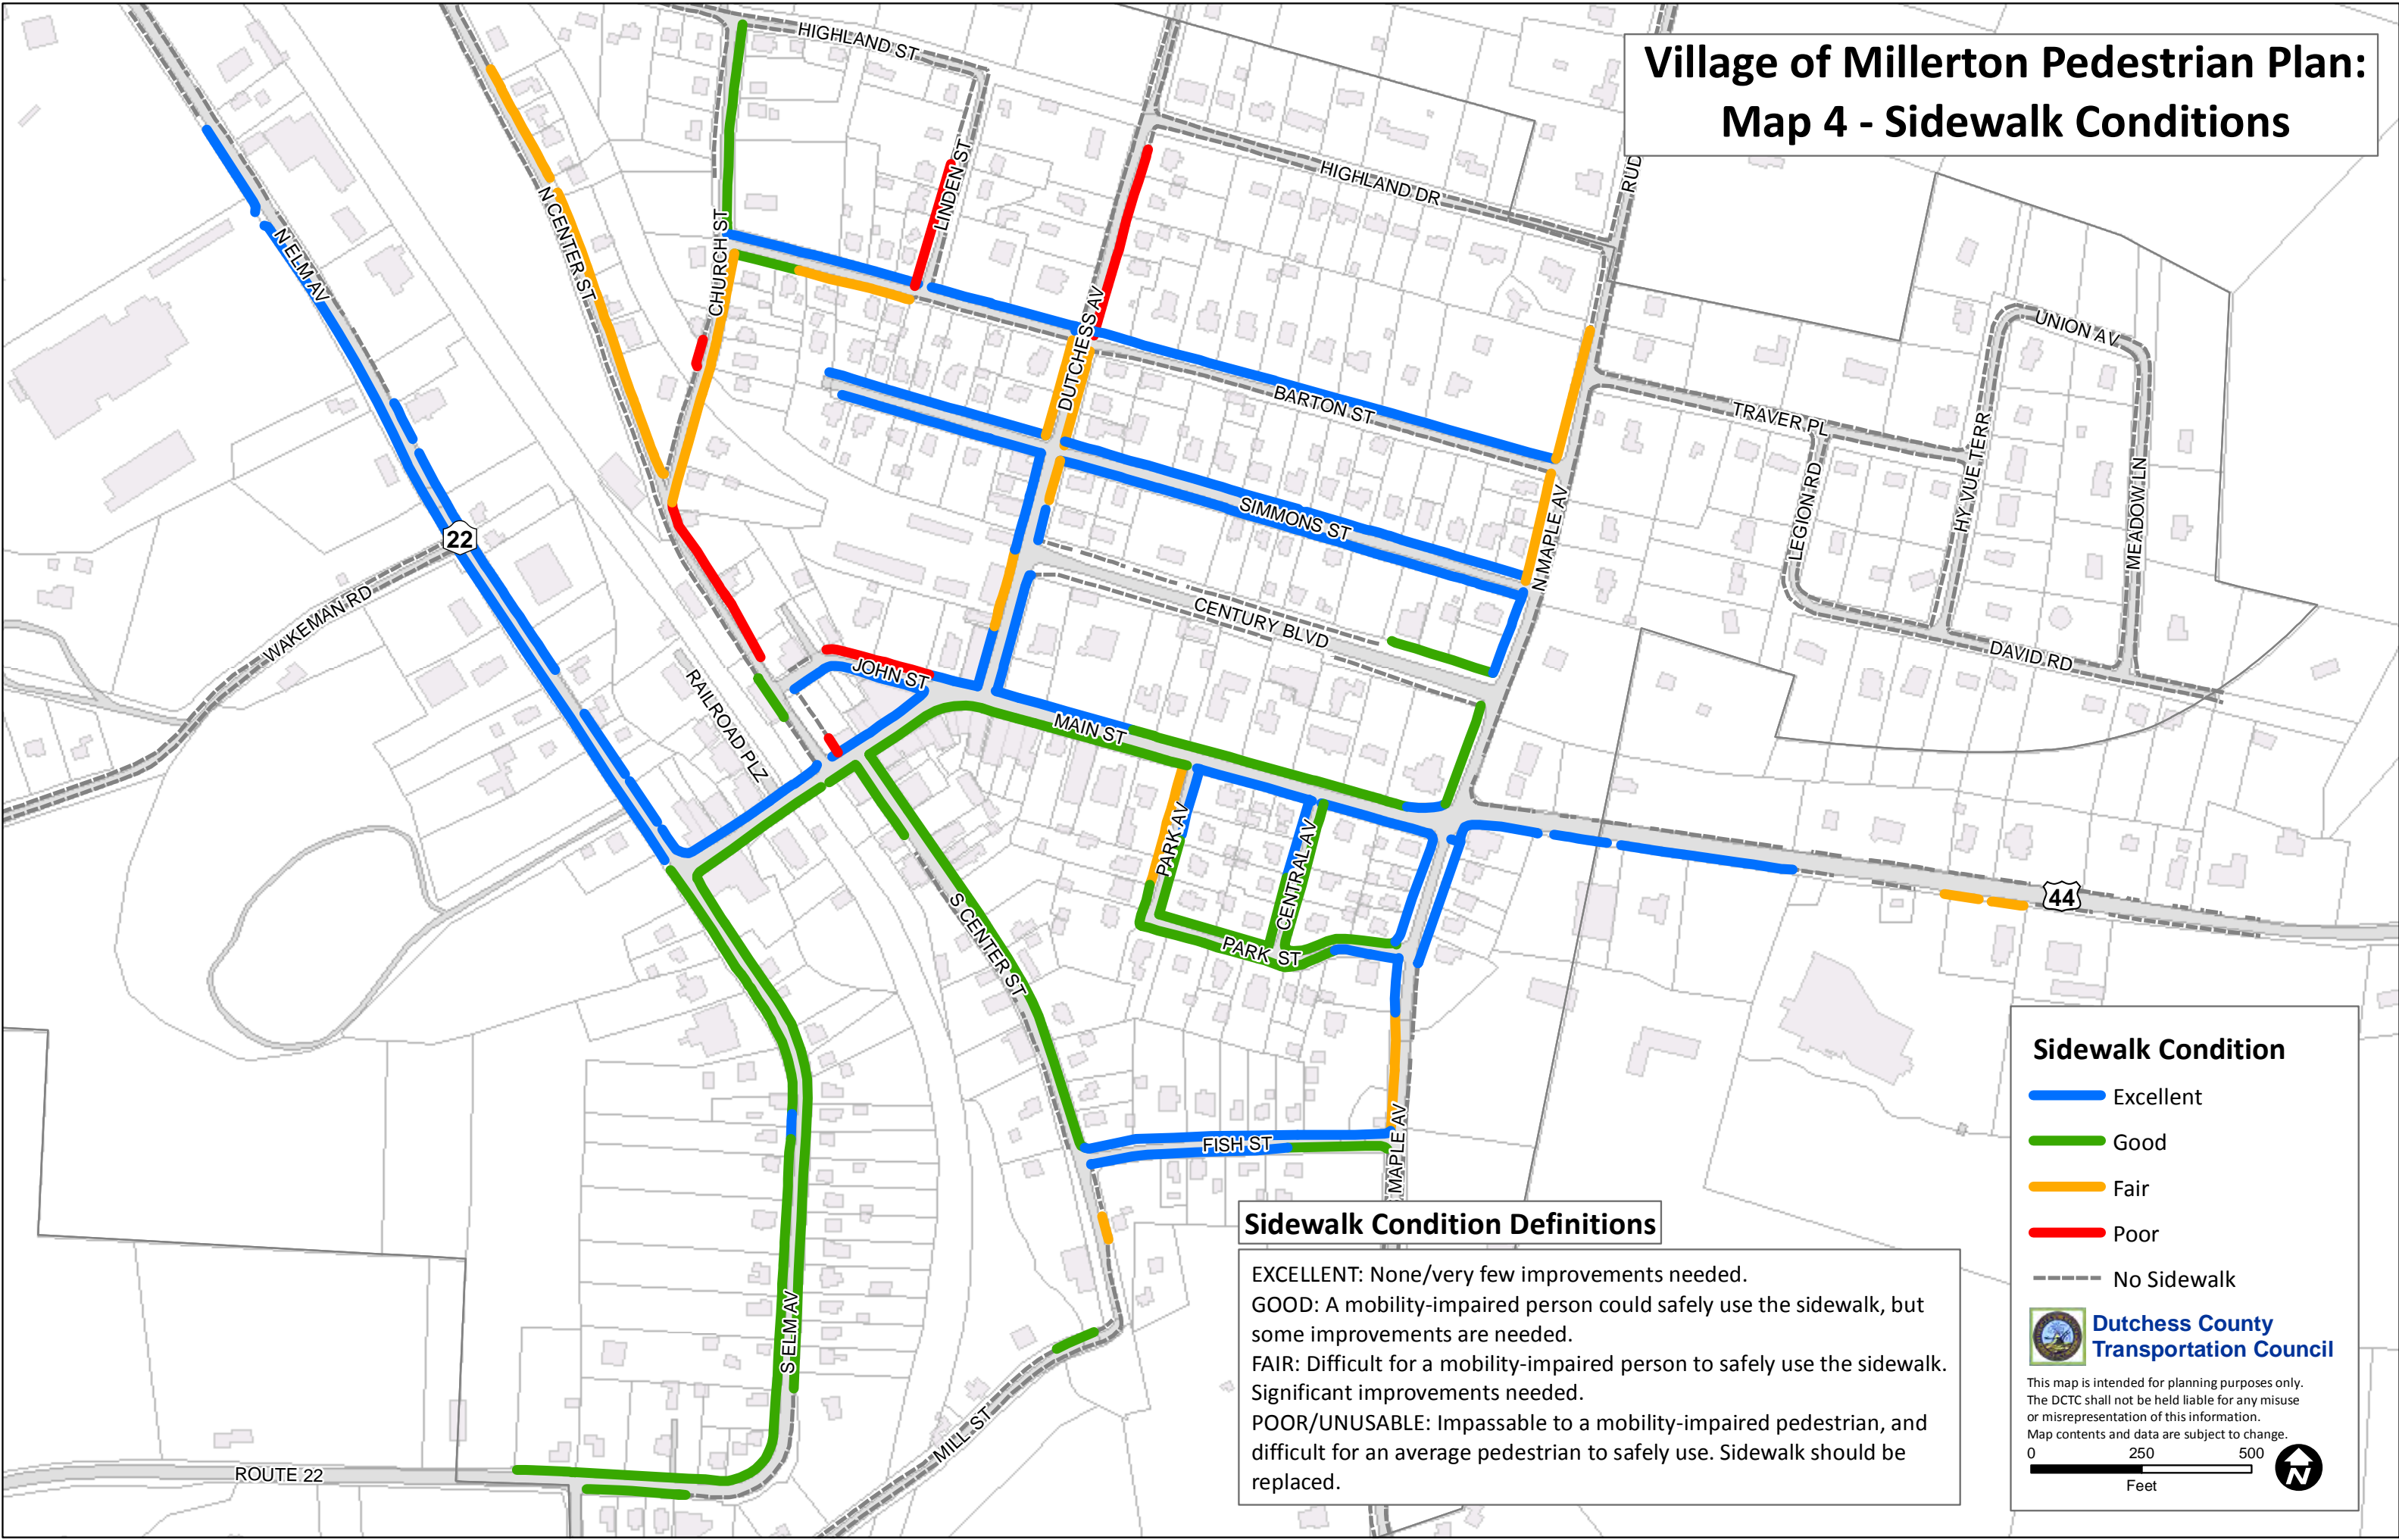 Village of Millerton Pedestrian Plan:
Map 4 - Sidewalk Conditions
HIGHLAND ST
LINDEN ST
HIGHLAND DR
RUD
N CENTER ST
CHURCH ST
N ELM AV
DUTCHESS AV
BARTON ST
UNION AV
TRAVER PL
LEGION RD
HY VUE TERR
MEADOW LN
SIMMONS ST
N MAPLE AV
22
WAKEMAN RD
CENTURY BLVD
DAVID RD
JOHN ST
RAILROAD PLZ
MAIN ST
PARK AV
CENTRAL AV
44
S CENTER ST
PARK ST
FISH ST
MAPLE AV
S ELM AV
MILL ST
ROUTE 22
Sidewalk Condition Definitions
EXCELLENT: None/very few improvements needed.
GOOD: A mobility-impaired person could safely use the sidewalk, but
some improvements are needed.
FAIR: Difficult for a mobility-impaired person to safely use the sidewalk.
Significant improvements needed.
POOR/UNUSABLE: Impassable to a mobility-impaired pedestrian, and
difficult for an average pedestrian to safely use. Sidewalk should be
replaced.
Sidewalk Condition
Excellent
Good
Fair
Poor
No Sidewalk
Dutchess County
Transportation Council
This map is intended for planning purposes only.
The DCTC shall not be held liable for any misuse
or misrepresentation of this information.
Map contents and data are subject to change.
0 250 500
Feet
N